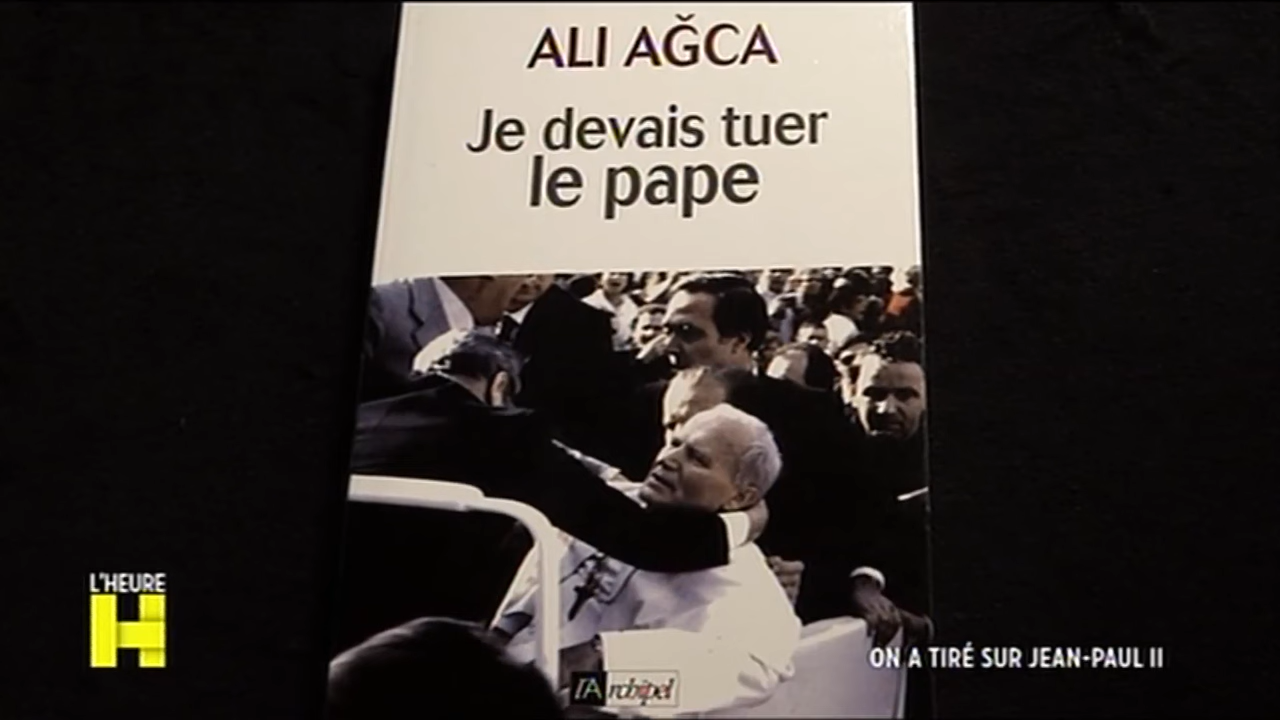 ALI AĞCA
Je devais tuer
le pape
L'HEURE
H
ON A TIRÉ SUR JEAN-PAUL II
l'Archipel